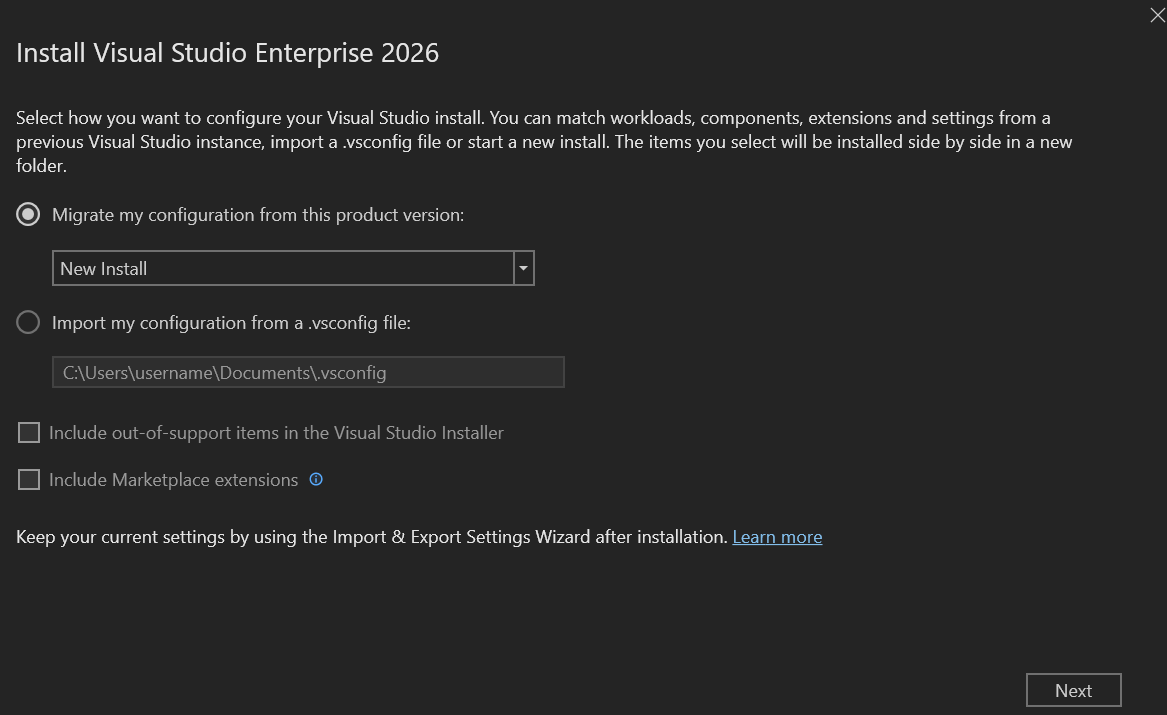 Install Visual Studio Enterprise 2026
Select how you want to configure your Visual Studio install. You can match workloads, components, extensions and settings from a
previous Visual Studio instance, import a .vsconfig file or start a new install. The items you select will be installed side by side in a new
folder.
Migrate my configuration from this product version:
New Install
Import my configuration from a .vsconfig file:
C:\Users\username\Documents\.vsconfig
Include out-of-support items in the Visual Studio Installer
Include Marketplace extensions
Keep your current settings by using the Import & Export Settings Wizard after installation. Learn more
Next